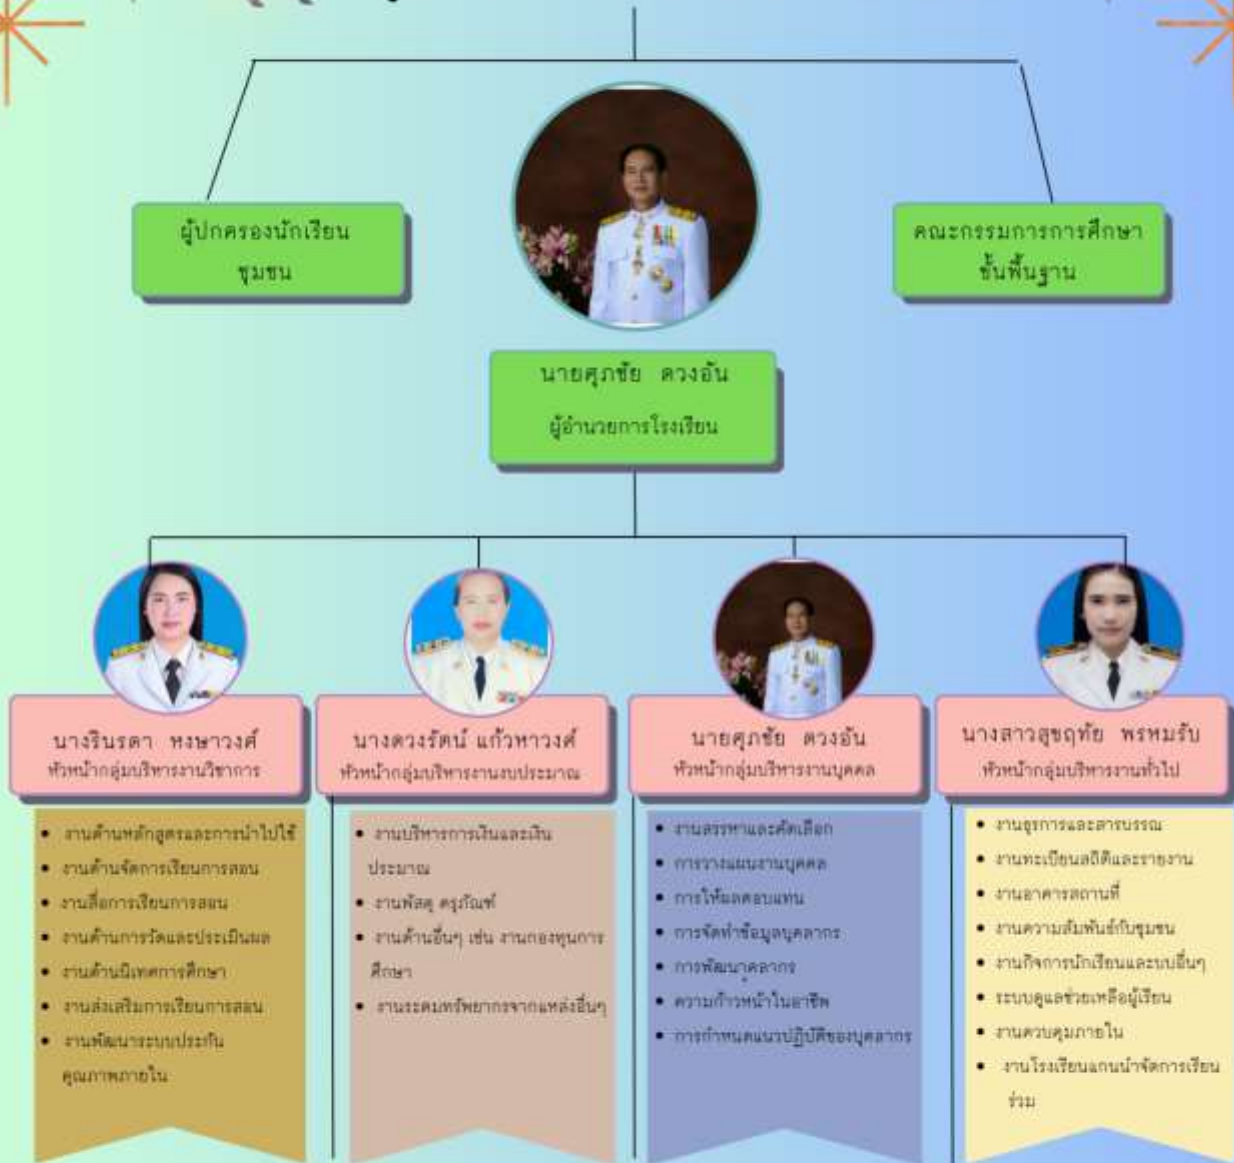 ผู้ปกครองนักเรียน
ชุมชน
คณะกรรมการการศึกษา
ขั้นพื้นฐาน
นายศุภชัย ดวงอัน
ผู้อำนวยการโรงเรียน
นางรินรดา หงษาวงศ์
หัวหน้ากลุ่มบริหารงานวิชาการ
งานด้านหลักสูตรและการนำไปใช้
งานด้านจัดการเรียนการสอน
งานสื่อการเรียนการสอน
งานด้านการวัดและประเมินผล
งานด้านนิเทศการศึกษา
งานส่งเสริมการเรียนการสอน
งานพัฒนาระบบประกัน
คุณภาพภายใน
นางดวงรัตน์ แก้วหาวงศ์
หัวหน้ากลุ่มบริหารงานงบประมาณ
งานบริหารการเงินและเงิน
ประมาณ
งานพัสดุ ครุภัณฑ์
งานด้านอื่นๆ เช่น งานกองทุนการ
ศึกษา
งานระดมทรัพยากรจากแหล่งอื่นๆ
นายศุภชัย ดวงอัน
หัวหน้ากลุ่มบริหารงานบุคคล
งานสรรหาและคัดเลือก
การวางแผนงานบุคคล
การให้ผลตอบแทน
การจัดทำข้อมูลบุคลากร
การพัฒนาุคลากร
ความก้าวหน้าในอาชีพ
การกำหนดแนวปฏิบัติของบุคลากร
นางสาวสุขฤทัย พรหมรับ
หัวหน้ากลุ่มบริหารงานทั่วไป
งานธุรการและสารบรรณ
งานทะเบียนสถิติและรายงาน
งานอาคารสถานที่
งานความสัมพันธ์กับชุมชน
งานกิจการนักเรียนและบบอื่นๆ
ระบบดูแลช่วยเหลือผู้เรียน
งานควบคุมภายใน
งานโรงเรียนแกนนำจัดการเรียน
ร่วม